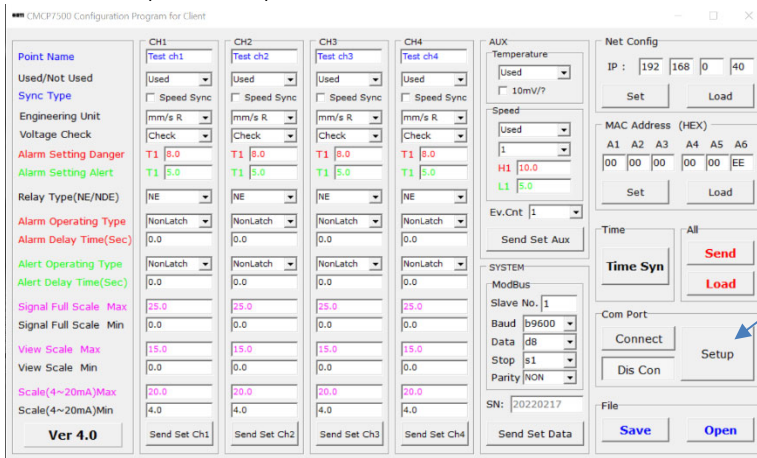 CMCP7500 Configuration Program for Client
CH1 CH2 CH3 CH4 AUX Net Config
Point Name Test ch1 Test ch2 Test ch3 Test ch4 Temperature
Used/Not Used Used Used Used Used Used IP : 192 168 0 40
Sync Type Speed Sync Speed Sync Speed Sync Speed Sync 10mV/? Set Load
Engineering Unit mm/s R mm/s R mm/s R mm/s R Speed
Voltage Check Check Check Check Check Used MAC Address (HEX)
A1 A2 A3 A4 A5 A6
Alarm Setting Danger T1 8.0 T1 8.0 T1 8.0 T1 8.0 1 00 00 00 00 00 EE
Alarm Setting Alert T1 5.0 T1 5.0 T1 5.0 T1 5.0 H1 10.0
Relay Type(NE/NDE) NE NE NE NE L1 5.0 Set Load
Alarm Operating Type NonLatch NonLatch NonLatch NonLatch Ev.Cnt 1 Time All
Alarm Delay Time(Sec) 0.0 0.0 0.0 0.0 Send Set Aux Time Syn Send
Alert Operating Type NonLatch NonLatch NonLatch NonLatch SYSTEM Load
Alert Delay Time(Sec) 0.0 0.0 0.0 0.0 ModBus
Signal Full Scale Max 25.0 25.0 25.0 25.0 Slave No. 1 Com Port
Signal Full Scale Min 0.0 0.0 0.0 0.0 Baud b9600 Connect
View Scale Max 15.0 15.0 15.0 15.0 Data d8 Setup
View Scale Min 0.0 0.0 0.0 0.0 Stop s1 Dis Con
Parity NON
Scale(4~20mA)Max 20.0 20.0 20.0 20.0
Scale(4~20mA)Min 4.0 4.0 4.0 4.0 SN: 20220217 File
Ver 4.0 Send Set Ch1 Send Set Ch2 Send Set Ch3 Send Set Ch4 Send Set Data Save Open